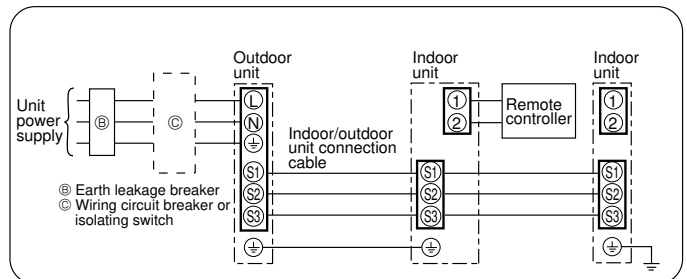 Outdoor
unit
Indoor
unit
Indoor
unit
Unit
power
supply
Ⓑ
Ⓒ
L
N
1
2
Remote
controller
1
2
Indoor/outdoor
unit connection
cable
S1
S2
S3
S1
S2
S3
S1
S2
S3
Ⓑ Earth leakage breaker
Ⓒ Wiring circuit breaker or
isolating switch